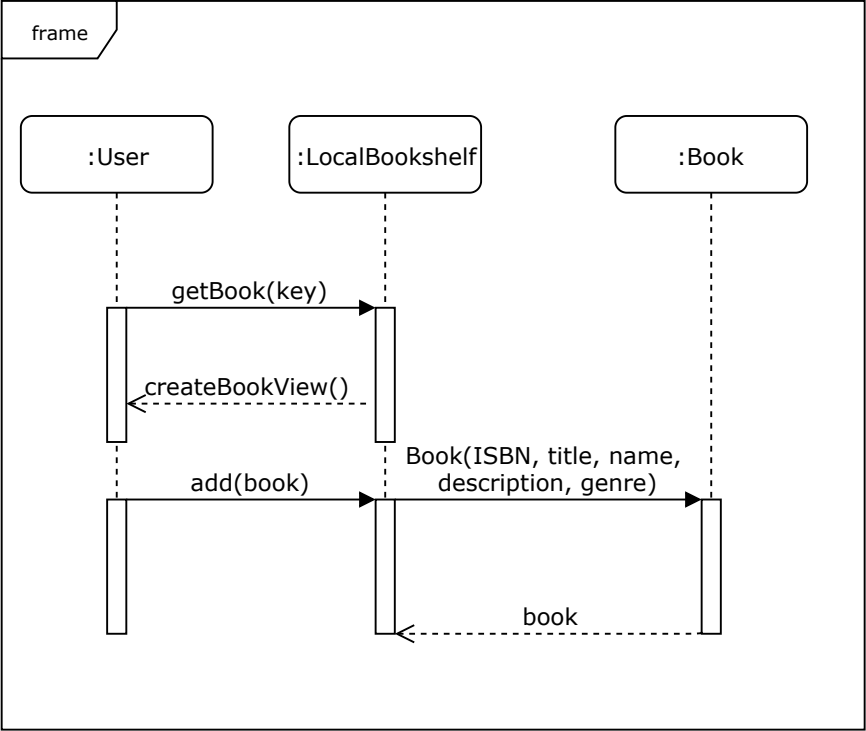 frame
:User
:LocalBookshelf
:Book
getBook(key)
createBookView()
Book(ISBN, title, name,
description, genre)
add(book)
book